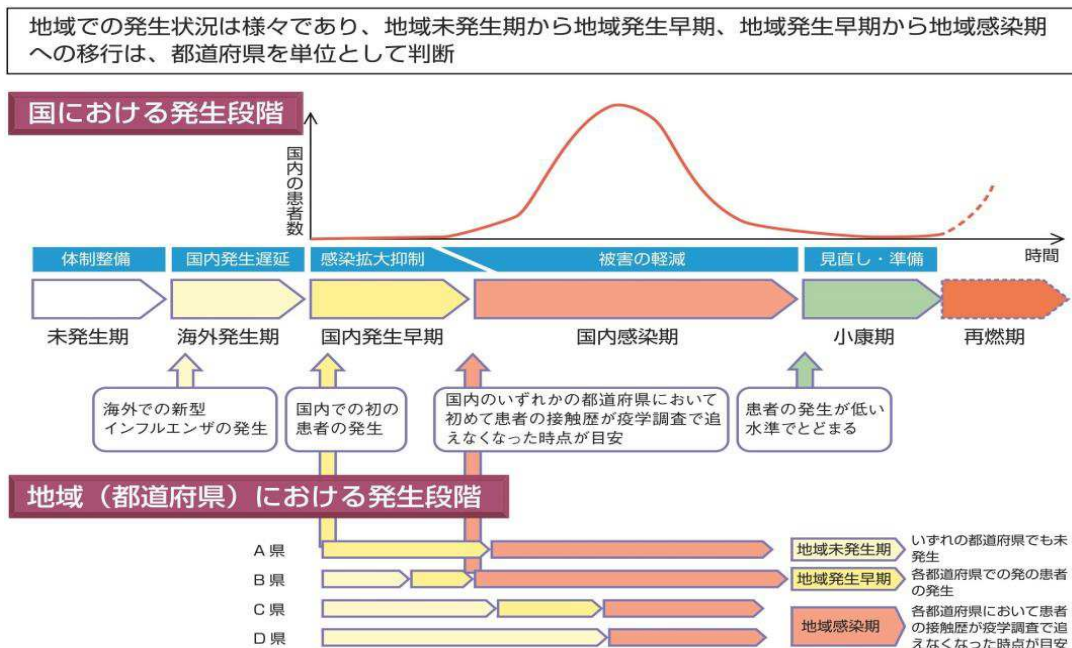 地域での発生状況は様々であり、地域未発生期から地域発生早期、地域発生早期から地域感染期
への移行は、都道府県を単位として判断
国における発生段階
国内の患者数
時間
体制整備
国内発生遅延
感染拡大抑制
被害の軽減
見直し・準備
未発生期
海外発生期
国内発生早期
国内感染期
小康期
再燃期
海外での新型
インフルエンザの発生
国内での初の
患者の発生
国内のいずれかの都道府県において
初めて患者の接触歴が疫学調査で追
えなくなった時点が目安
患者の発生が低い
水準でとどまる
地域（都道府県）における発生段階
A県
B県
C県
D県
地域未発生期
いずれの都道府県でも未
発生
地域発生早期
各都道府県での発の患者
の発生
地域感染期
各都道府県において患者
の接触歴が疫学調査で追
えなくなった時点が目安